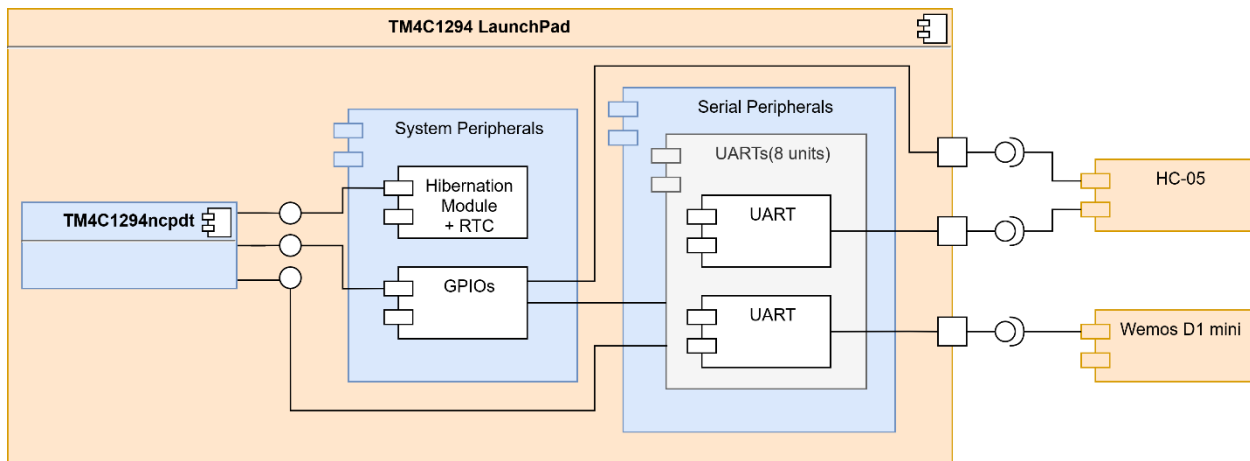 TM4C1294 LaunchPad
Serial Peripherals
System Peripherals
UARTs(8 units)
HC-05
Hibernation
Module
+ RTC
TM4C1294ncpdt
UART
GPIOs
UART
Wemos D1 mini